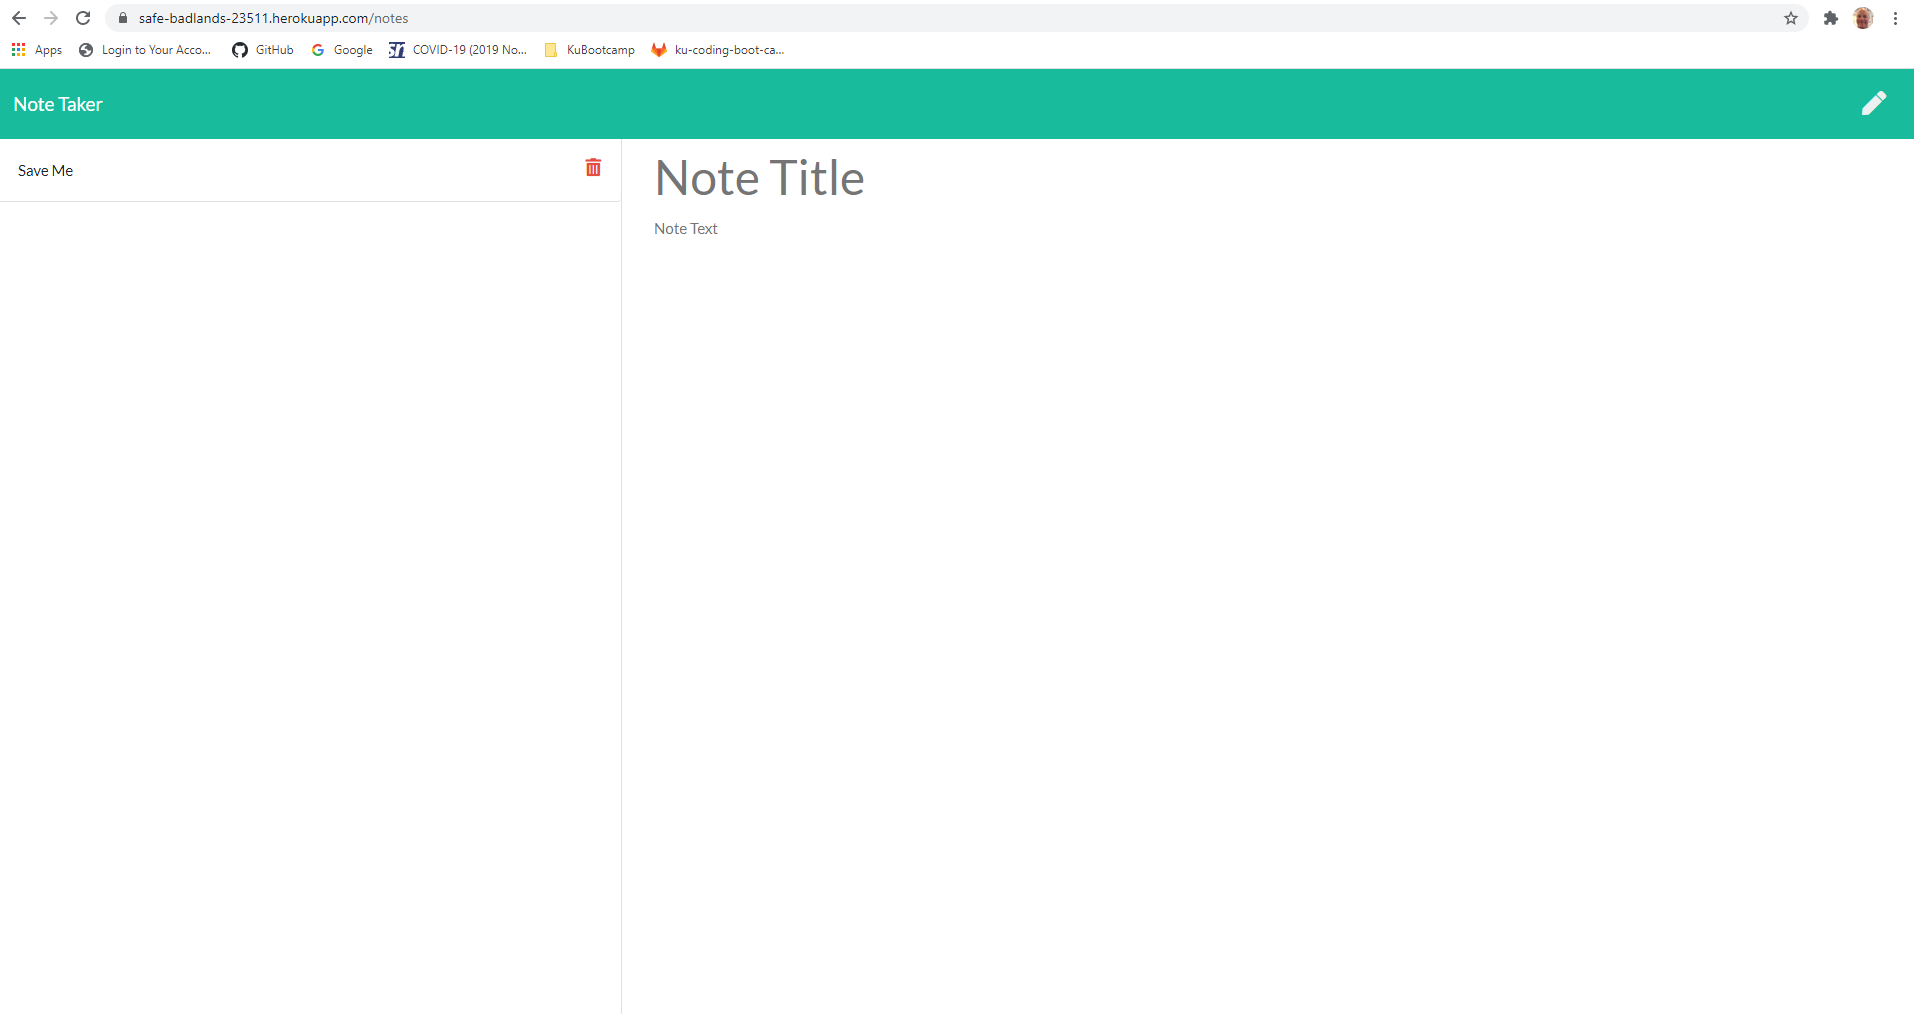 safe-badlands-23511.herokuapp.com/notes
Apps Login to Your Acco... GitHub Google COVID-19 (2019 No... KuBootcamp ku-coding-boot-ca...
Note Taker
Save Me
Note Title
Note Text